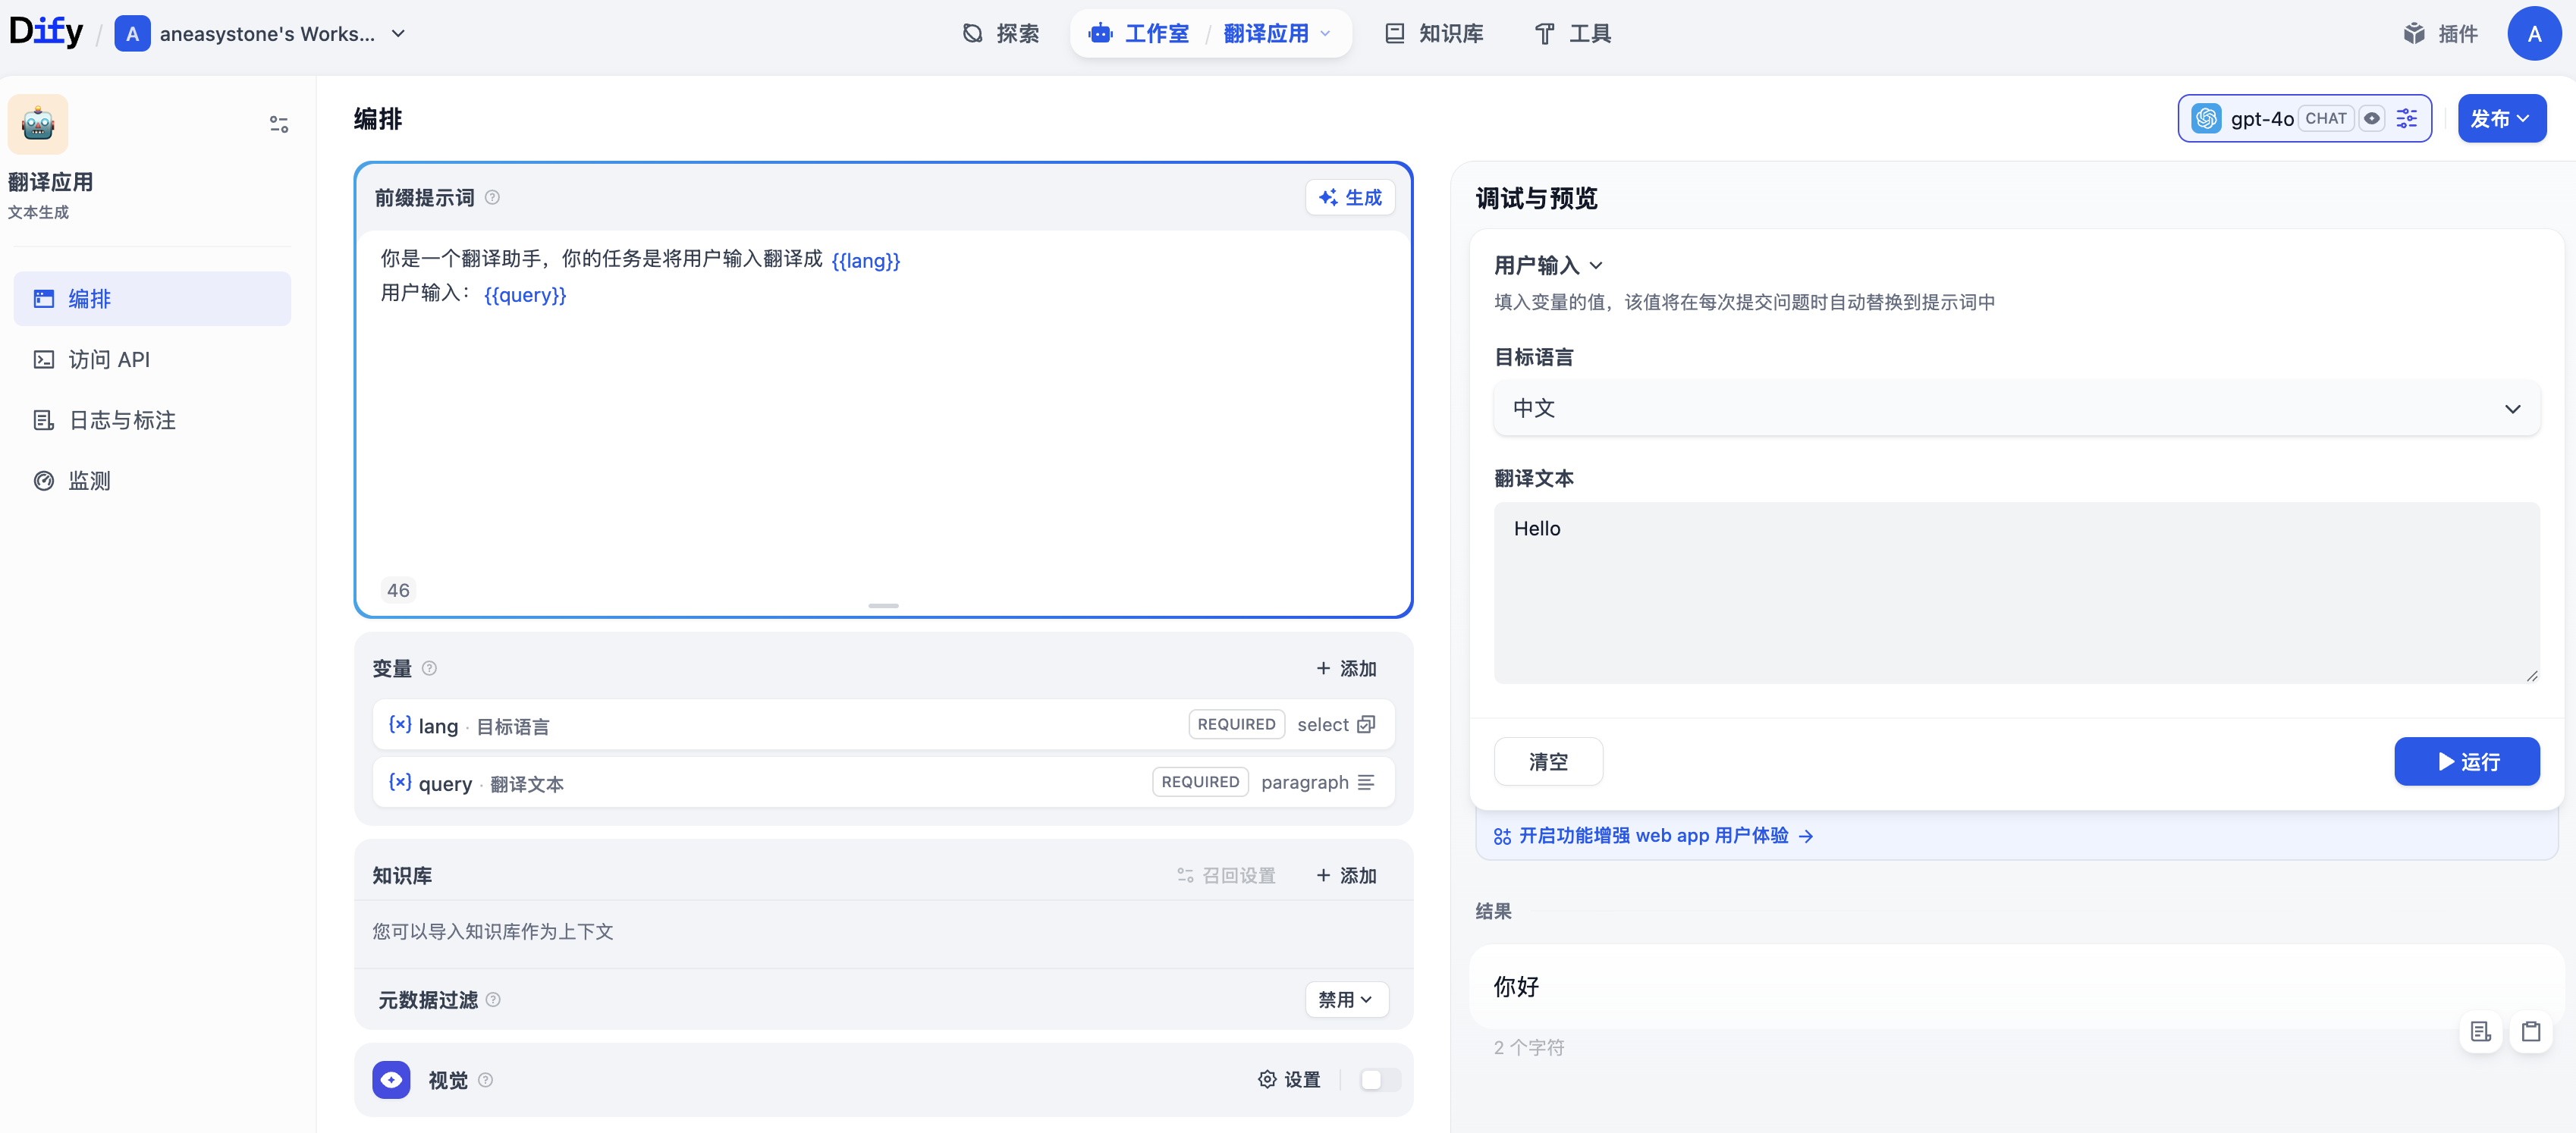 Dify / A aneasystone's Works...
探索
工作室 / 翻译应用
知识库
工具
插件
A
翻译应用
文本生成
编排
访问 API
日志与标注
监测
编排
gpt-4o CHAT
发布
前缀提示词
生成
你是一个翻译助手，你的任务是将用户输入翻译成 {{lang}}
用户输入： {{query}}
46
变量
+ 添加
{x} lang · 目标语言 REQUIRED select
{x} query · 翻译文本 REQUIRED paragraph
知识库
召回设置
+ 添加
您可以导入知识库作为上下文
元数据过滤
禁用
视觉
设置
调试与预览
用户输入
填入变量的值，该值将在每次提交问题时自动替换到提示词中
目标语言
中文
翻译文本
Hello
清空
运行
开启功能增强 web app 用户体验 →
结果
你好
2 个字符